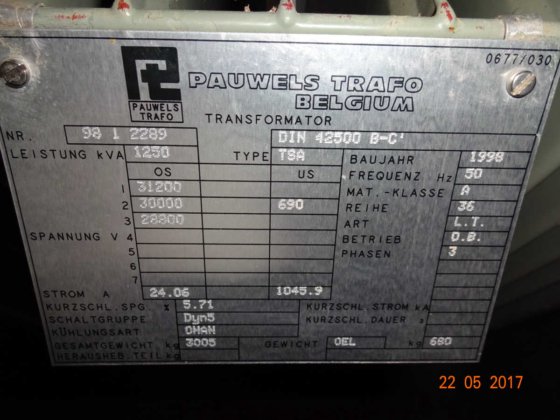 0677/030
PAUWELS TRAFO
BELGIUM
PAUWELS
TRAFO
TRANSFORMATOR
NR. 98 1 2289 DIN 42500 B-C'
LEISTUNG kVA 1250 TYPE TSA BAUJAHR 1998
OS US FREQUENZ Hz 50
1 31200 MAT.-KLASSE A
2 30000 690 REIHE 36
3 28800 ART L.T.
SPANNUNG V 4 BETRIEB O.B.
5 PHASEN 3
6
7
STROM A 24.06 1045.9
KURZSCHL.SPG. % 5.71 KURZSCHL.STROM kA
SCHALTGRUPPE Dyn5 KURZSCHL.DAUER s
KÜHLUNGSART ONAN
GESAMTGEWICHT kg 3005 GEWICHT OEL kg 680
HERAUSHEB.TEIL kg
22 05 2017